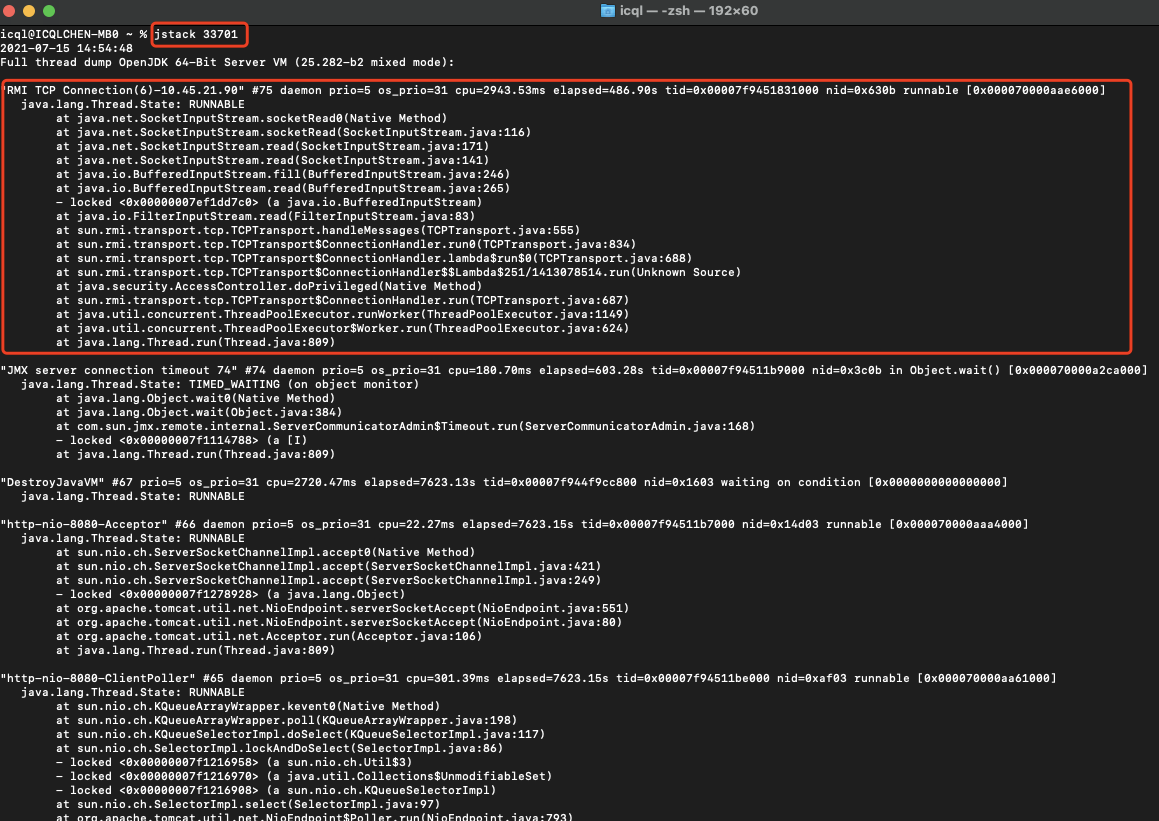 icql — -zsh — 192×60
icql@ICQLCHEN-MB0 ~ % jstack 33701
2021-07-15 14:54:48
Full thread dump OpenJDK 64-Bit Server VM (25.282-b2 mixed mode):
"RMI TCP Connection(6)-10.45.21.90" #75 daemon prio=5 os_prio=31 cpu=2943.53ms elapsed=486.90s tid=0x00007f9451831000 nid=0x630b runnable [0x000070000aae6000]
java.lang.Thread.State: RUNNABLE
at java.net.SocketInputStream.socketRead0(Native Method)
at java.net.SocketInputStream.socketRead(SocketInputStream.java:116)
at java.net.SocketInputStream.read(SocketInputStream.java:171)
at java.net.SocketInputStream.read(SocketInputStream.java:141)
at java.io.BufferedInputStream.fill(BufferedInputStream.java:246)
at java.io.BufferedInputStream.read(BufferedInputStream.java:265)
- locked <0x00000007ef1dd7c0> (a java.io.BufferedInputStream)
at java.io.FilterInputStream.read(FilterInputStream.java:83)
at sun.rmi.transport.tcp.TCPTransport.handleMessages(TCPTransport.java:555)
at sun.rmi.transport.tcp.TCPTransport$ConnectionHandler.run0(TCPTransport.java:834)
at sun.rmi.transport.tcp.TCPTransport$ConnectionHandler.lambda$run$0(TCPTransport.java:688)
at sun.rmi.transport.tcp.TCPTransport$ConnectionHandler$$Lambda$251/1413078514.run(Unknown Source)
at java.security.AccessController.doPrivileged(Native Method)
at sun.rmi.transport.tcp.TCPTransport$ConnectionHandler.run(TCPTransport.java:687)
at java.util.concurrent.ThreadPoolExecutor.runWorker(ThreadPoolExecutor.java:1149)
at java.util.concurrent.ThreadPoolExecutor$Worker.run(ThreadPoolExecutor.java:624)
at java.lang.Thread.run(Thread.java:809)
"JMX server connection timeout 74" #74 daemon prio=5 os_prio=31 cpu=180.70ms elapsed=603.28s tid=0x00007f94511b9000 nid=0x3c0b in Object.wait() [0x000070000a2ca000]
java.lang.Thread.State: TIMED_WAITING (on object monitor)
at java.lang.Object.wait0(Native Method)
at java.lang.Object.wait(Object.java:384)
at com.sun.jmx.remote.internal.ServerCommunicatorAdmin$Timeout.run(ServerCommunicatorAdmin.java:168)
- locked <0x00000007f1114788> (a [I)
at java.lang.Thread.run(Thread.java:809)
"DestroyJavaVM" #67 prio=5 os_prio=31 cpu=2720.47ms elapsed=7623.13s tid=0x00007f944f9cc800 nid=0x1603 waiting on condition [0x0000000000000000]
java.lang.Thread.State: RUNNABLE
"http-nio-8080-Acceptor" #66 daemon prio=5 os_prio=31 cpu=22.27ms elapsed=7623.15s tid=0x00007f94511b7000 nid=0x14d03 runnable [0x000070000aaa4000]
java.lang.Thread.State: RUNNABLE
at sun.nio.ch.ServerSocketChannelImpl.accept0(Native Method)
at sun.nio.ch.ServerSocketChannelImpl.accept(ServerSocketChannelImpl.java:421)
at sun.nio.ch.ServerSocketChannelImpl.accept(ServerSocketChannelImpl.java:249)
- locked <0x00000007f1278928> (a java.lang.Object)
at org.apache.tomcat.util.net.NioEndpoint.serverSocketAccept(NioEndpoint.java:551)
at org.apache.tomcat.util.net.NioEndpoint.serverSocketAccept(NioEndpoint.java:80)
at org.apache.tomcat.util.net.Acceptor.run(Acceptor.java:106)
at java.lang.Thread.run(Thread.java:809)
"http-nio-8080-ClientPoller" #65 daemon prio=5 os_prio=31 cpu=301.39ms elapsed=7623.15s tid=0x00007f94511be000 nid=0xaf03 runnable [0x000070000aa61000]
java.lang.Thread.State: RUNNABLE
at sun.nio.ch.KQueueArrayWrapper.kevent0(Native Method)
at sun.nio.ch.KQueueArrayWrapper.poll(KQueueArrayWrapper.java:198)
at sun.nio.ch.KQueueSelectorImpl.doSelect(KQueueSelectorImpl.java:117)
at sun.nio.ch.SelectorImpl.lockAndDoSelect(SelectorImpl.java:86)
- locked <0x00000007f1216958> (a sun.nio.ch.Util$3)
- locked <0x00000007f1216970> (a java.util.Collections$UnmodifiableSet)
- locked <0x00000007f1216908> (a sun.nio.ch.KQueueSelectorImpl)
at sun.nio.ch.SelectorImpl.select(SelectorImpl.java:97)
at org.apache.tomcat.util.net.NioEndpoint$Poller.run(NioEndpoint.java:793)